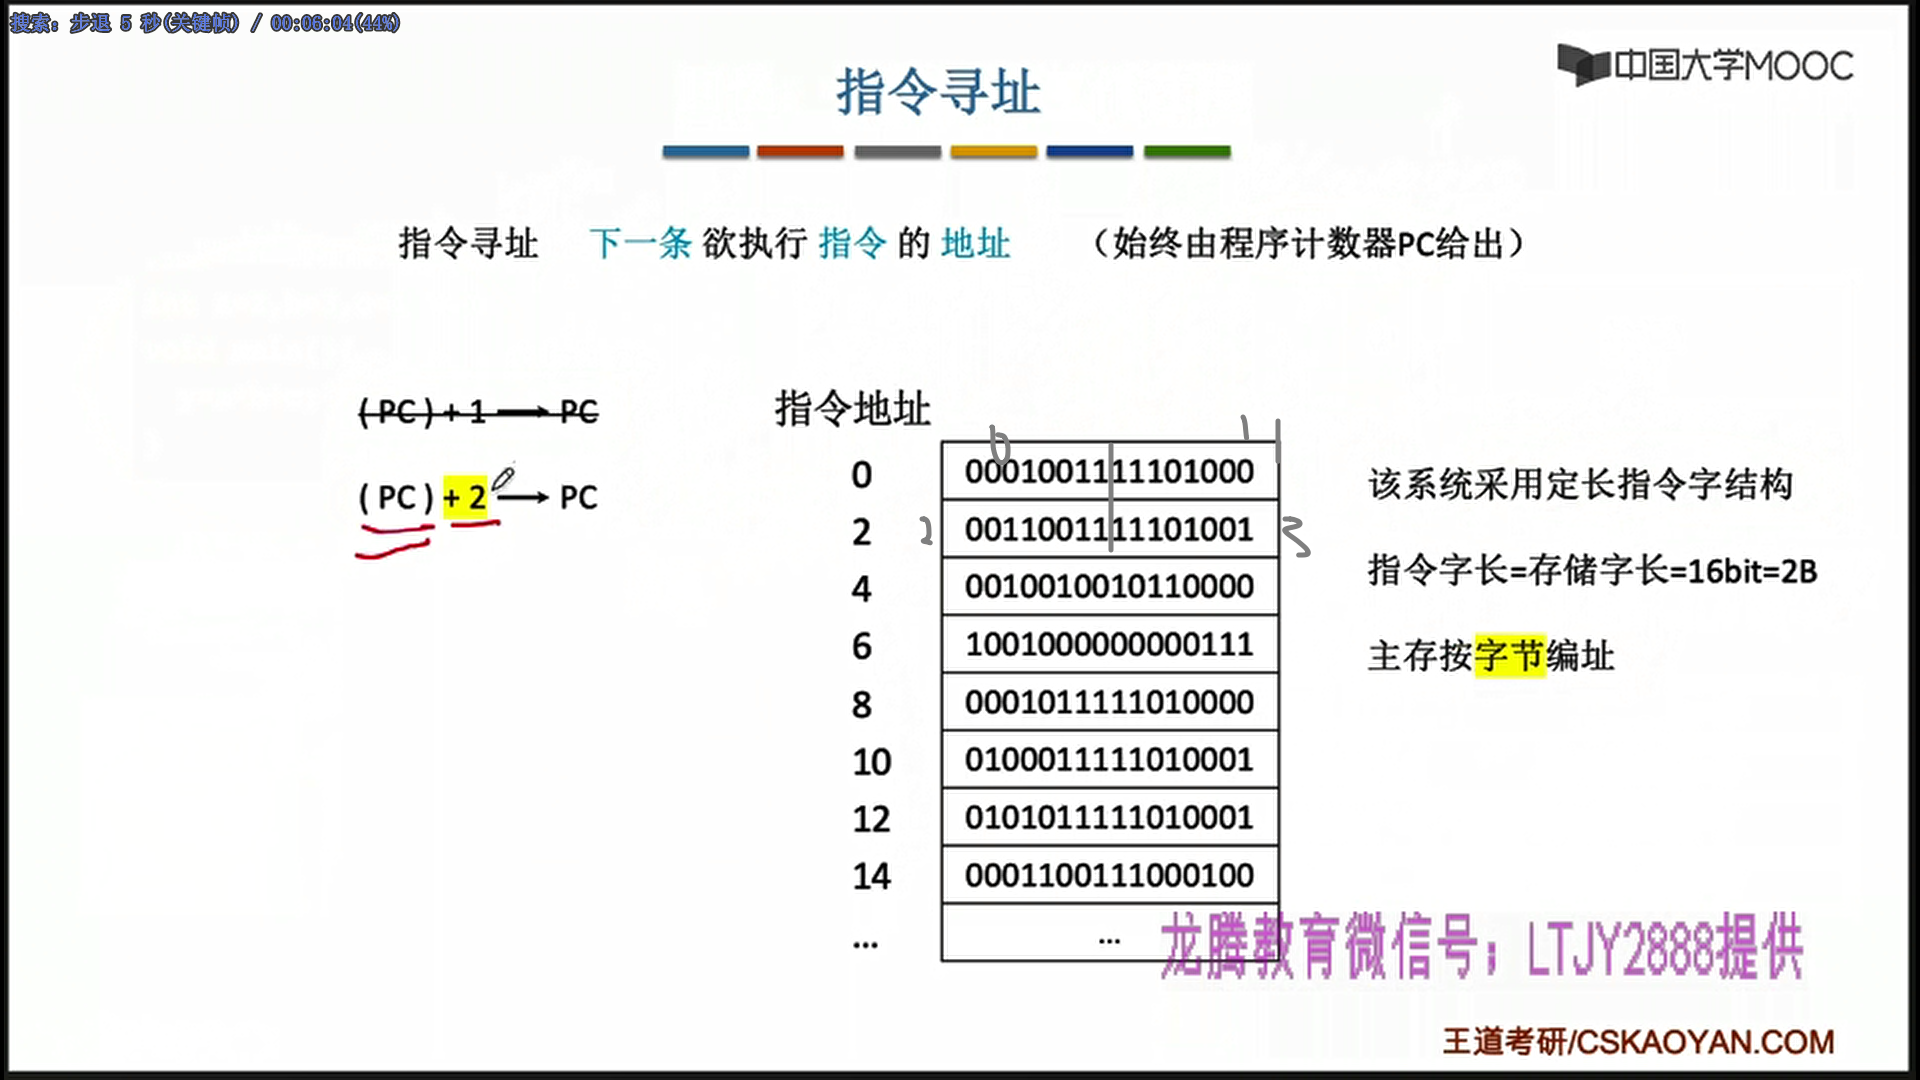 搜索: 步退 5 秒(关键帧) / 00:06:04(44%)
中国大学MOOC
指令寻址
指令寻址 下一条 欲执行 指令 的 地址 （始终由程序计数器PC给出）
( PC ) + 1 → PC
( PC ) + 2 → PC
指令地址
0 1
0 0001001111101000
2 2 0011001111101001 3
4 0010010010110000
6 1001000000000111
8 0001011111010000
10 0100011111010001
12 0101011111010001
14 0001100111000100
... ...
该系统采用定长指令字结构
指令字长=存储字长=16bit=2B
主存按字节编址
龙腾教育微信号；LTJY2888提供
王道考研/CSKAOYAN.COM